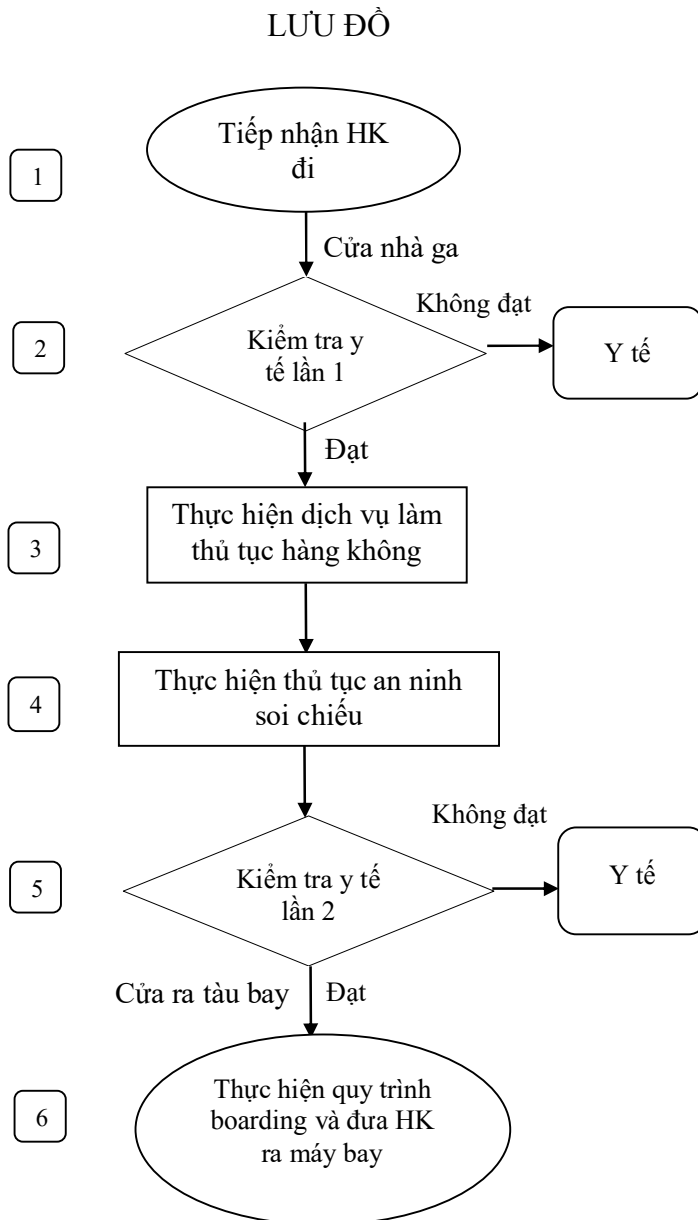 LƯU ĐỒ
1
Tiếp nhận HK
đi
Cửa nhà ga
2
Kiểm tra y
tế lần 1
Không đạt
Y tế
Đạt
3
Thực hiện dịch vụ làm
thủ tục hàng không
4
Thực hiện thủ tục an ninh
soi chiếu
5
Kiểm tra y tế
lần 2
Không đạt
Y tế
Cửa ra tàu bay
Đạt
6
Thực hiện quy trình
boarding và đưa HK
ra máy bay